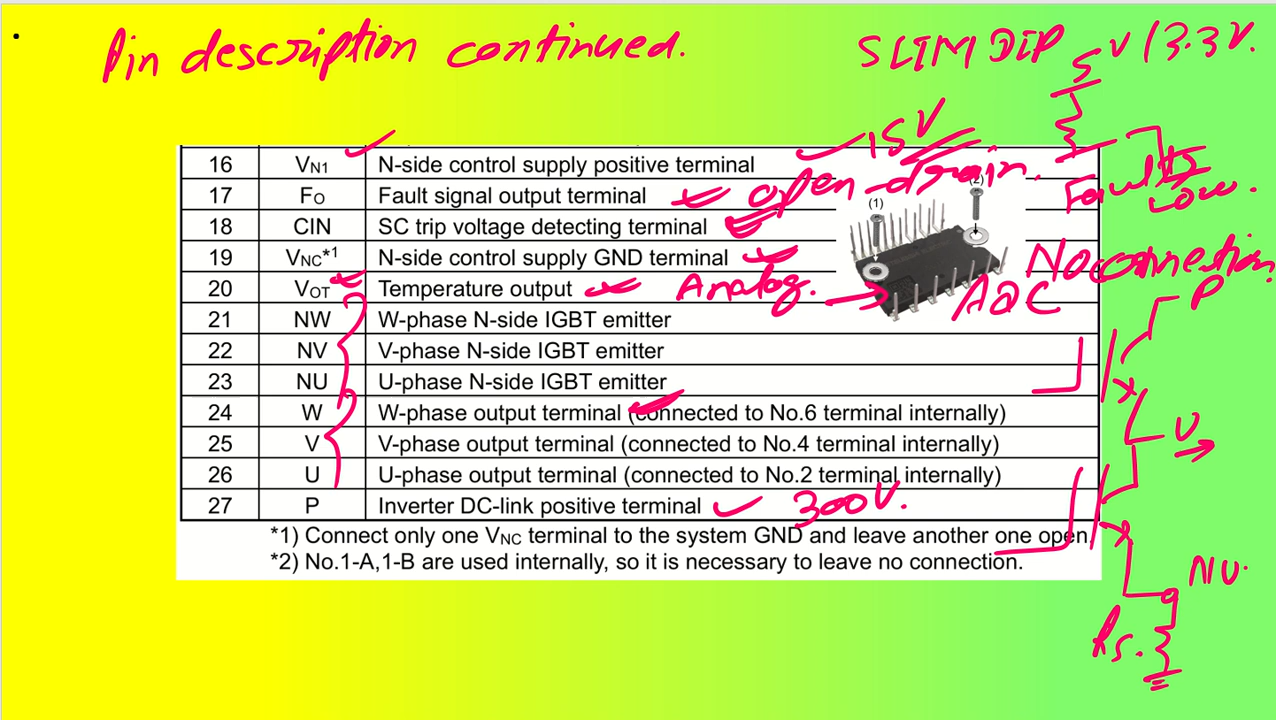 Pin description continued.
SLIM DIP
5V/3.3V.
16 VN1 N-side control supply positive terminal
15V
17 FO Fault signal output terminal
open-drain.
Fault is Low.
18 CIN SC trip voltage detecting terminal
(1)
(2)
19 VNC*1 N-side control supply GND terminal
No connection
20 VOT Temperature output
Analog.
ADC
21 NW W-phase N-side IGBT emitter
22 NV V-phase N-side IGBT emitter
23 NU U-phase N-side IGBT emitter
24 W W-phase output terminal (connected to No.6 terminal internally)
25 V V-phase output terminal (connected to No.4 terminal internally)
26 U U-phase output terminal (connected to No.2 terminal internally)
27 P Inverter DC-link positive terminal
300V.
*1) Connect only one VNC terminal to the system GND and leave another one open.
*2) No.1-A,1-B are used internally, so it is necessary to leave no connection.
P
U
NU.
Rs.